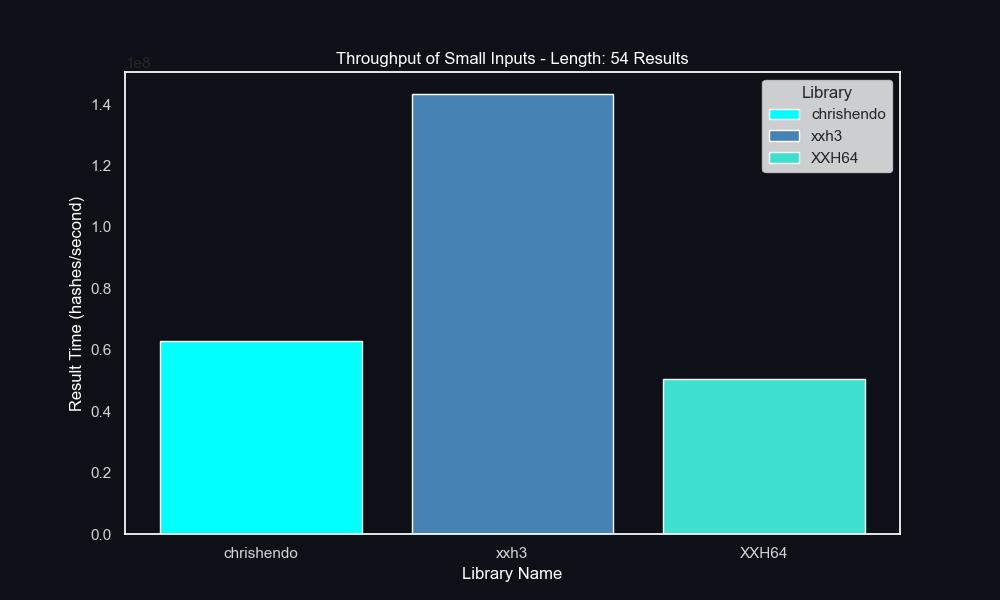 Throughput of Small Inputs - Length: 54 Results
1e8
Library
chrishendo
xxh3
XXH64
Result Time (hashes/second)
1.4
1.2
1.0
0.8
0.6
0.4
0.2
0.0
chrishendo
xxh3
XXH64
Library Name